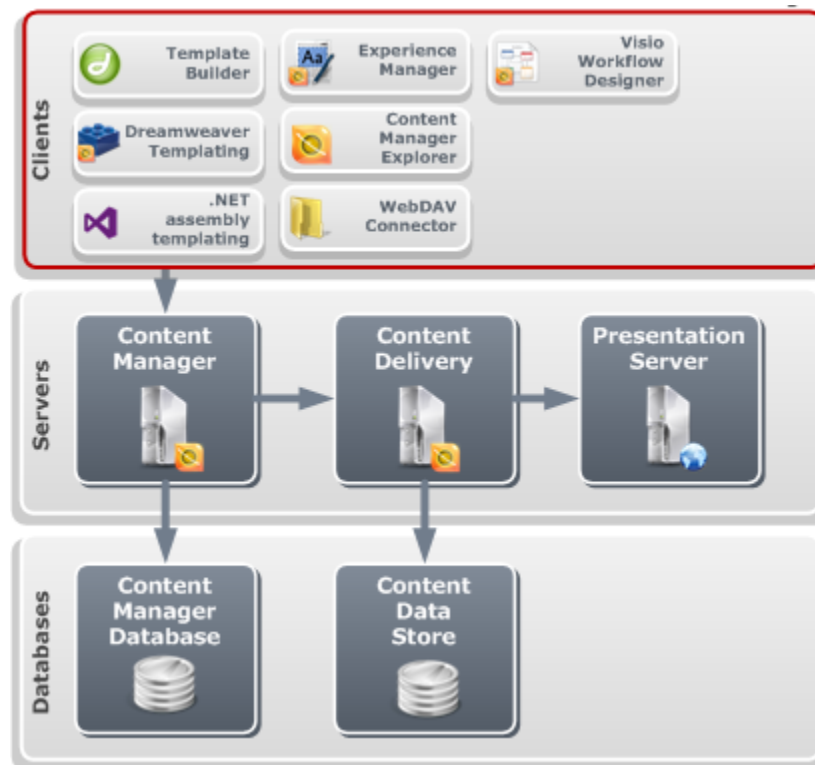 Clients
Template
Builder
Experience
Manager
Visio
Workflow
Designer
Dreamweaver
Templating
Content
Manager
Explorer
.NET
assembly
templating
WebDAV
Connector
Servers
Content
Manager
Content
Delivery
Presentation
Server
Databases
Content
Manager
Database
Content
Data
Store